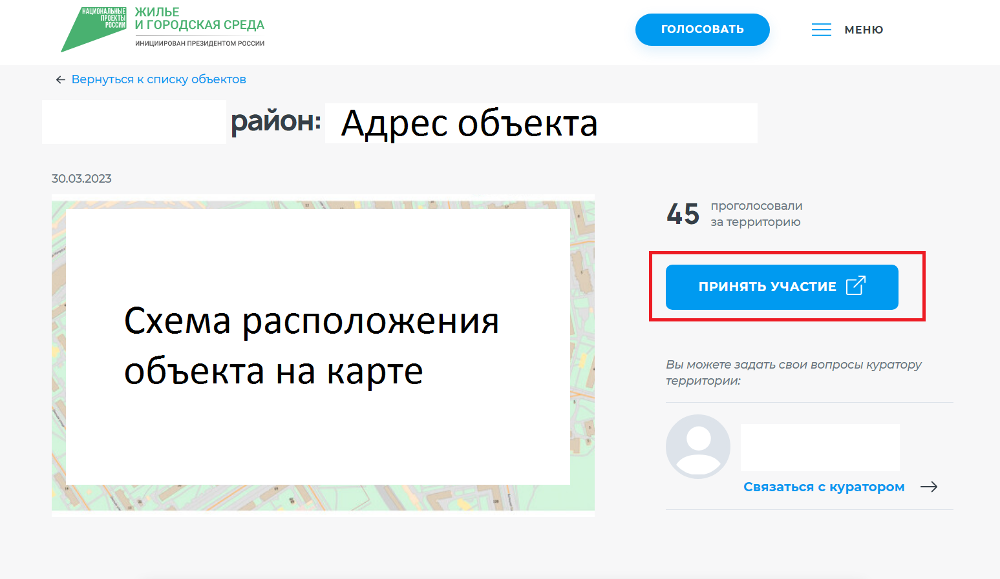 НАЦИОНАЛЬНЫЕ
ПРОЕКТЫ
РОССИИ
ЖИЛЬЕ
И ГОРОДСКАЯ СРЕДА
ИНИЦИИРОВАН ПРЕЗИДЕНТОМ РОССИИ
ГОЛОСОВАТЬ
МЕНЮ
Вернуться к списку объектов
район: Адрес объекта
30.03.2023
45
проголосовали
за территорию
ПРИНЯТЬ УЧАСТИЕ
Схема расположения
объекта на карте
Вы можете задать свои вопросы куратору
территории:
Связаться с куратором